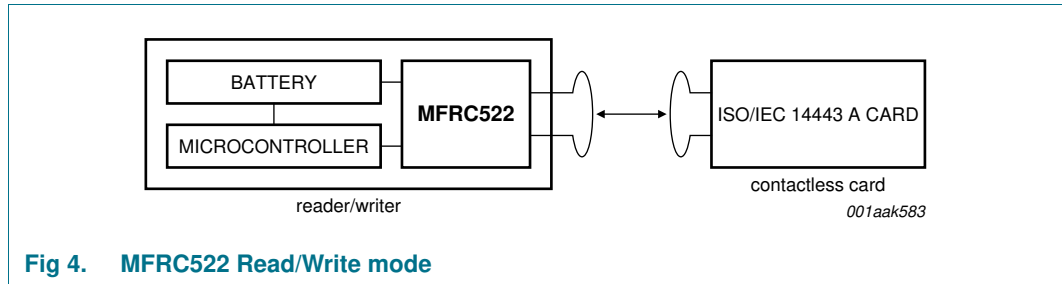 BATTERY
MFRC522
MICROCONTROLLER
ISO/IEC 14443 A CARD
reader/writer
contactless card
001aak583
Fig 4. MFRC522 Read/Write mode